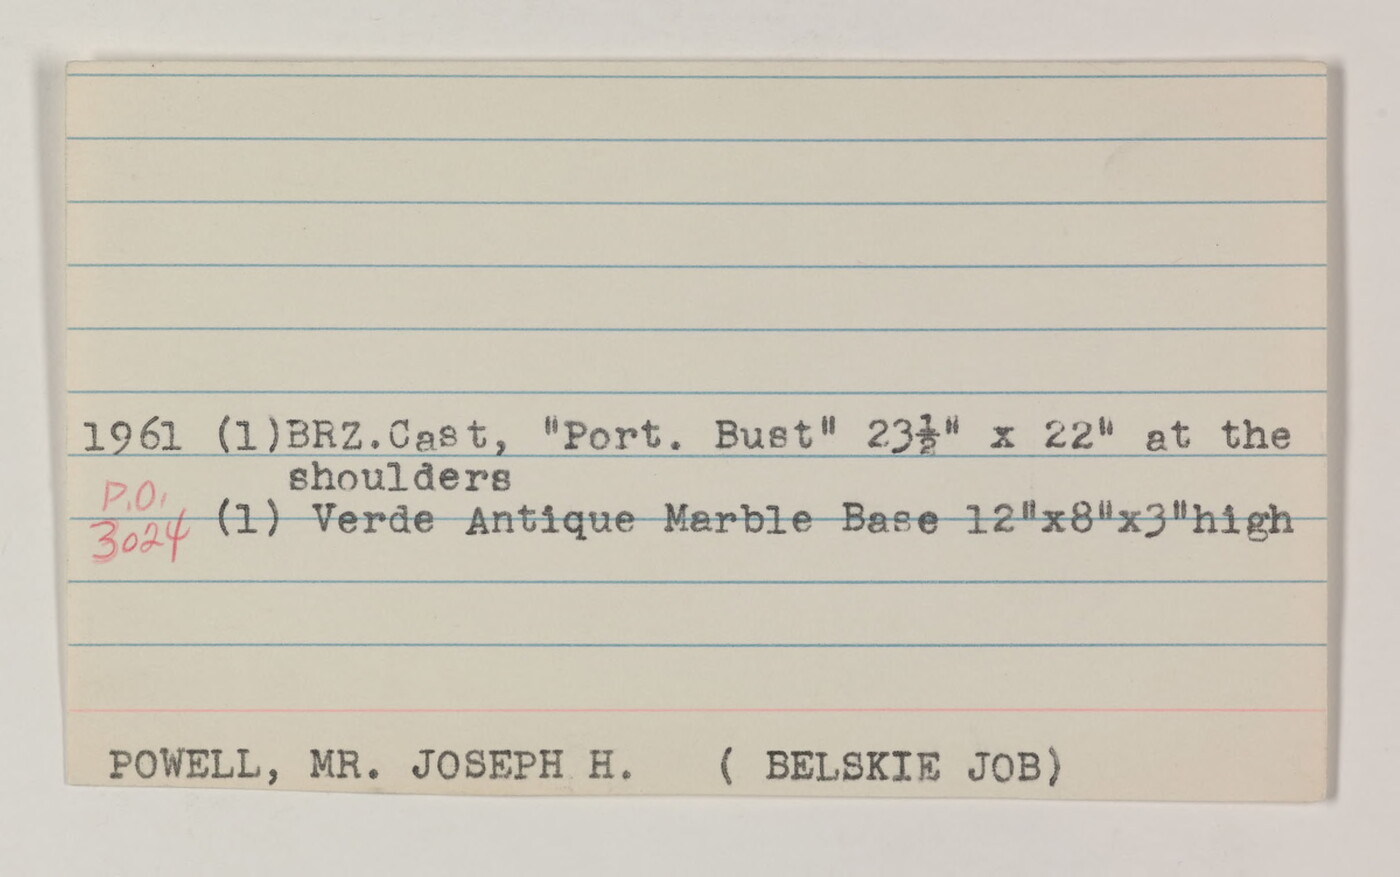 1961 (1)BRZ.Cast, "Port. Bust" 23½" x 22" at the
shoulders
P.O.
3024
(1) Verde Antique Marble Base 12"x8"x3"high
POWELL, MR. JOSEPH H. ( BELSKIE JOB)